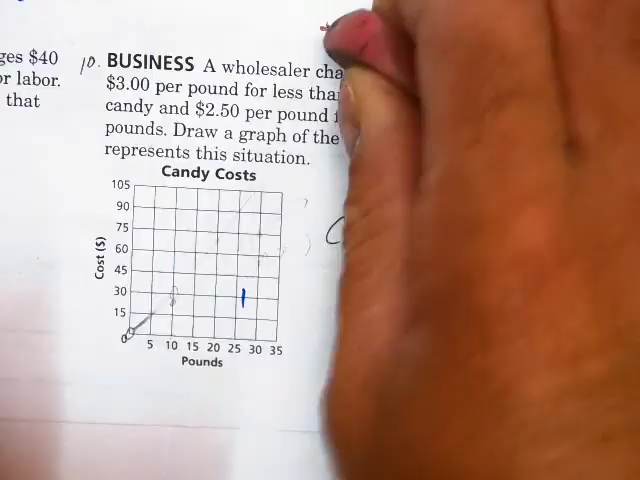 ges $40
or labor.
that
10. BUSINESS A wholesaler cha
$3.00 per pound for less tha
candy and $2.50 per pound
pounds. Draw a graph of the
represents this situation.
Candy Costs
105
90
75
60
45
30
15
0
Cost ($)
5 10 15 20 25 30 35
Pounds